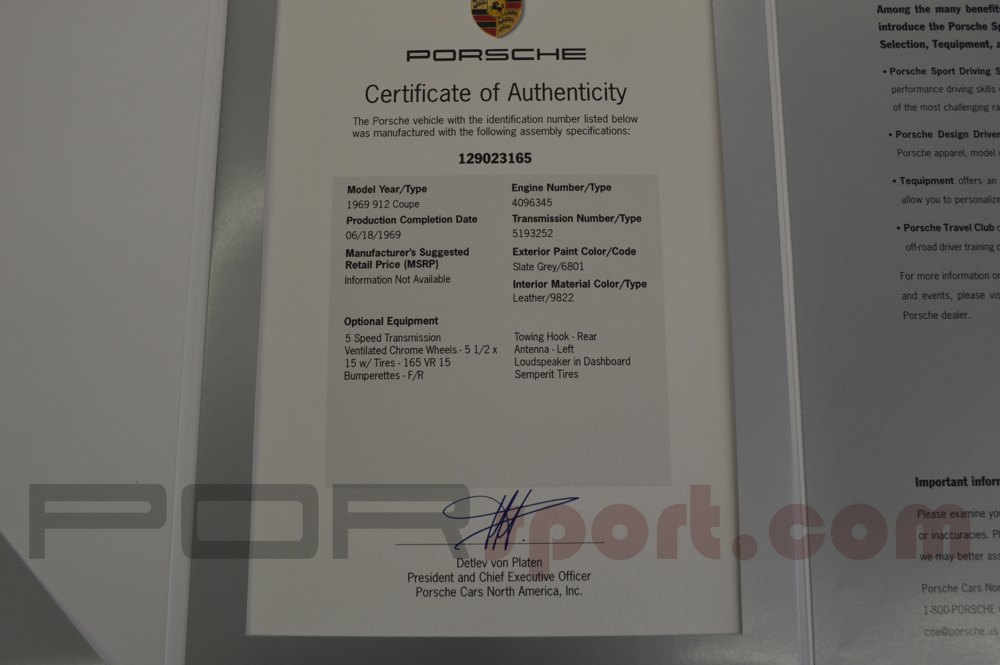 PORSCHE
Certificate of Authenticity
The Porsche vehicle with the identification number listed below
was manufactured with the following assembly specifications:
129023165
Model Year/Type
1969 912 Coupe
Production Completion Date
06/18/1969
Manufacturer's Suggested
Retail Price (MSRP)
Information Not Available
Engine Number/Type
4096345
Transmission Number/Type
5193252
Exterior Paint Color/Code
Slate Grey/6801
Interior Material Color/Type
Leather/9822
Optional Equipment
5 Speed Transmission
Ventilated Chrome Wheels - 5 1/2 x
15 w/ Tires - 165 VR 15
Bumperettes - F/R
Towing Hook - Rear
Antenna - Left
Loudspeaker in Dashboard
Semperit Tires
Detlev von Platen
President and Chief Executive Officer
Porsche Cars North America, Inc.
Among the many benefit
introduce the Porsche Sp
Selection, Tequipment, a
• Porsche Sport Driving S
performance driving skills
of the most challenging ra
• Porsche Design Driver
Porsche apparel, model
• Tequipment offers an
allow you to personalize
• Porsche Travel Club
off-road driver training
For more information or
and events, please vis
Porsche dealer.
Important infor
Please examine yo
or inaccuracies. P
we may better ass
Porsche Cars No
1-800-PORSCHE
coa@porsche.us
PORsport.com